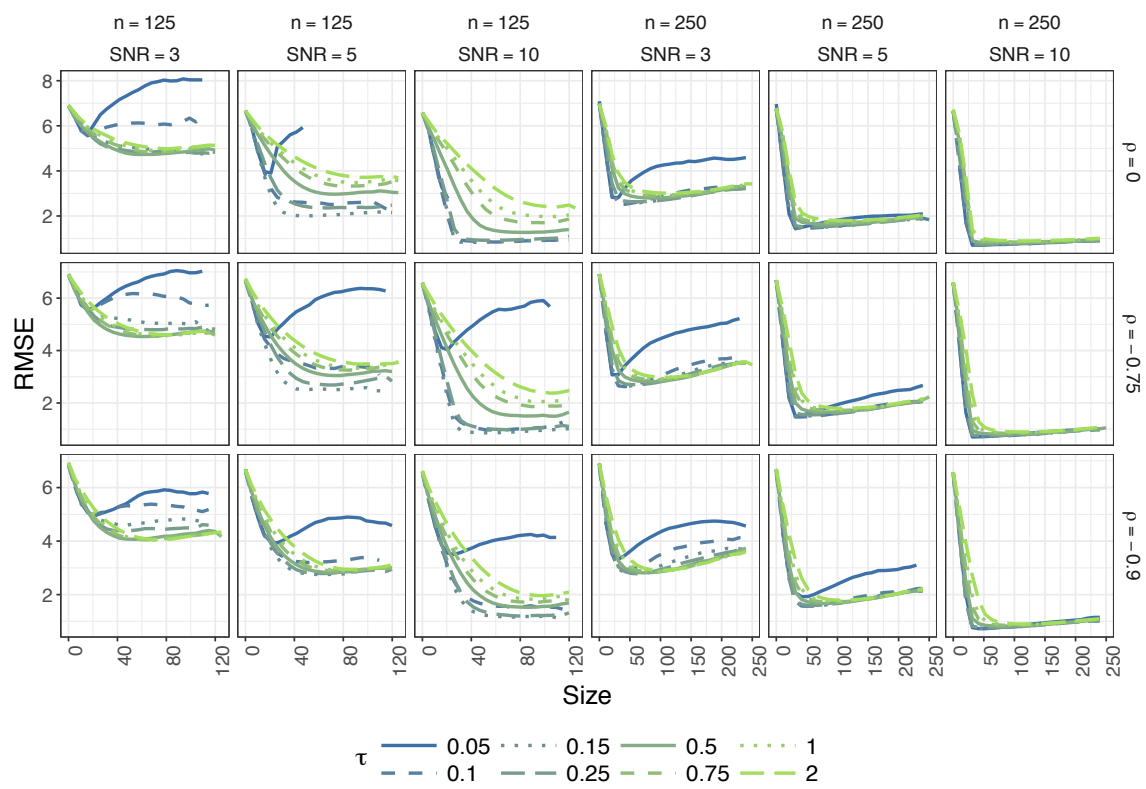 n = 125 n = 125 n = 125 n = 250 n = 250 n = 250
SNR = 3 SNR = 5 SNR = 10 SNR = 3 SNR = 5 SNR = 10
8
6
4
2
ρ = 0
6
4
2
ρ = − 0.75
6
4
2
ρ = − 0.9
RMSE
0 40 80 120 0 40 80 120 0 40 80 120 0 50 100 150 200 250 0 50 100 150 200 250 0 50 100 150 200 25
Size
τ
0.05 0.15 0.5 1
0.1 0.25 0.75 2